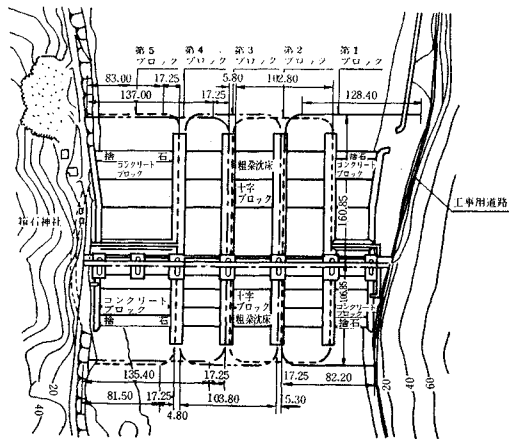 第5ブロック
第4ブロック
第3ブロック
第2ブロック
第1ブロック
83.00
17.25
5.80
102.80
137.00
17.25
128.40
捨石
コンクリートブロック
粗朶沈床
捨石
コンクリートブロック
十字ブロック
160.85
工事用道路
石神社
コンクリートブロック
捨石
十字ブロック
粗朶沈床
コンクリートブロック
捨石
106.85
135.40
17.25
17.25
82.20
81.50
17.25
103.80
4.80
5.30
20
40
20
40
60